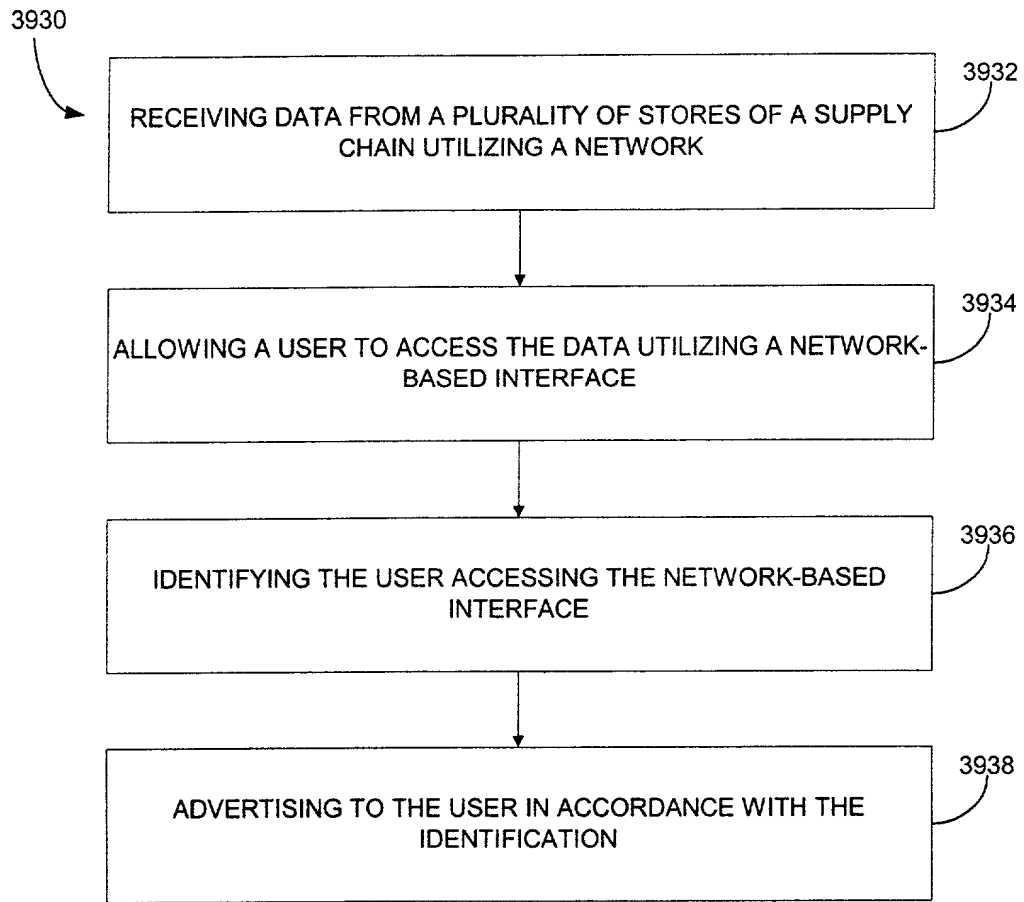 3930
3932
RECEIVING DATA FROM A PLURALITY OF STORES OF A SUPPLY
CHAIN UTILIZING A NETWORK
3934
ALLOWING A USER TO ACCESS THE DATA UTILIZING A NETWORK-
BASED INTERFACE
3936
IDENTIFYING THE USER ACCESSING THE NETWORK-BASED
INTERFACE
3938
ADVERTISING TO THE USER IN ACCORDANCE WITH THE
IDENTIFICATION